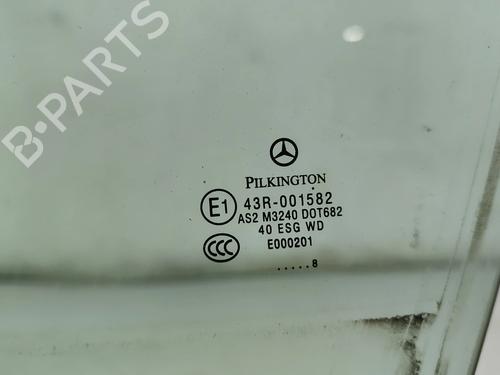 B-PARTS
PILKINGTON
E1 43R-001582
AS2 M3240 DOT682
40 ESG WD
CCC E000201
.....8